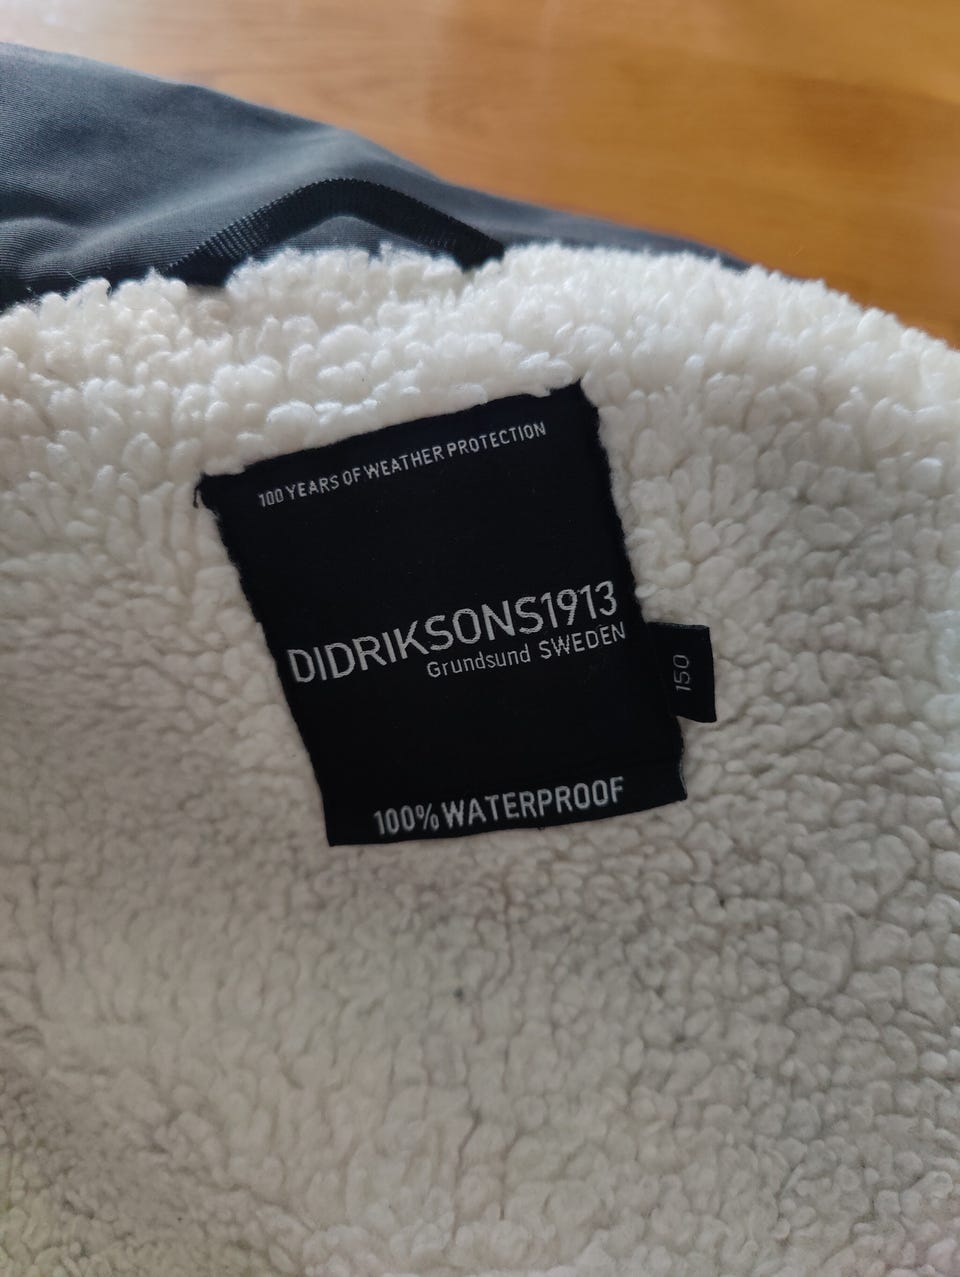 100 YEARS OF WEATHER PROTECTION
DIDRIKSONS1913
Grundsund SWEDEN
150
100% WATERPROOF